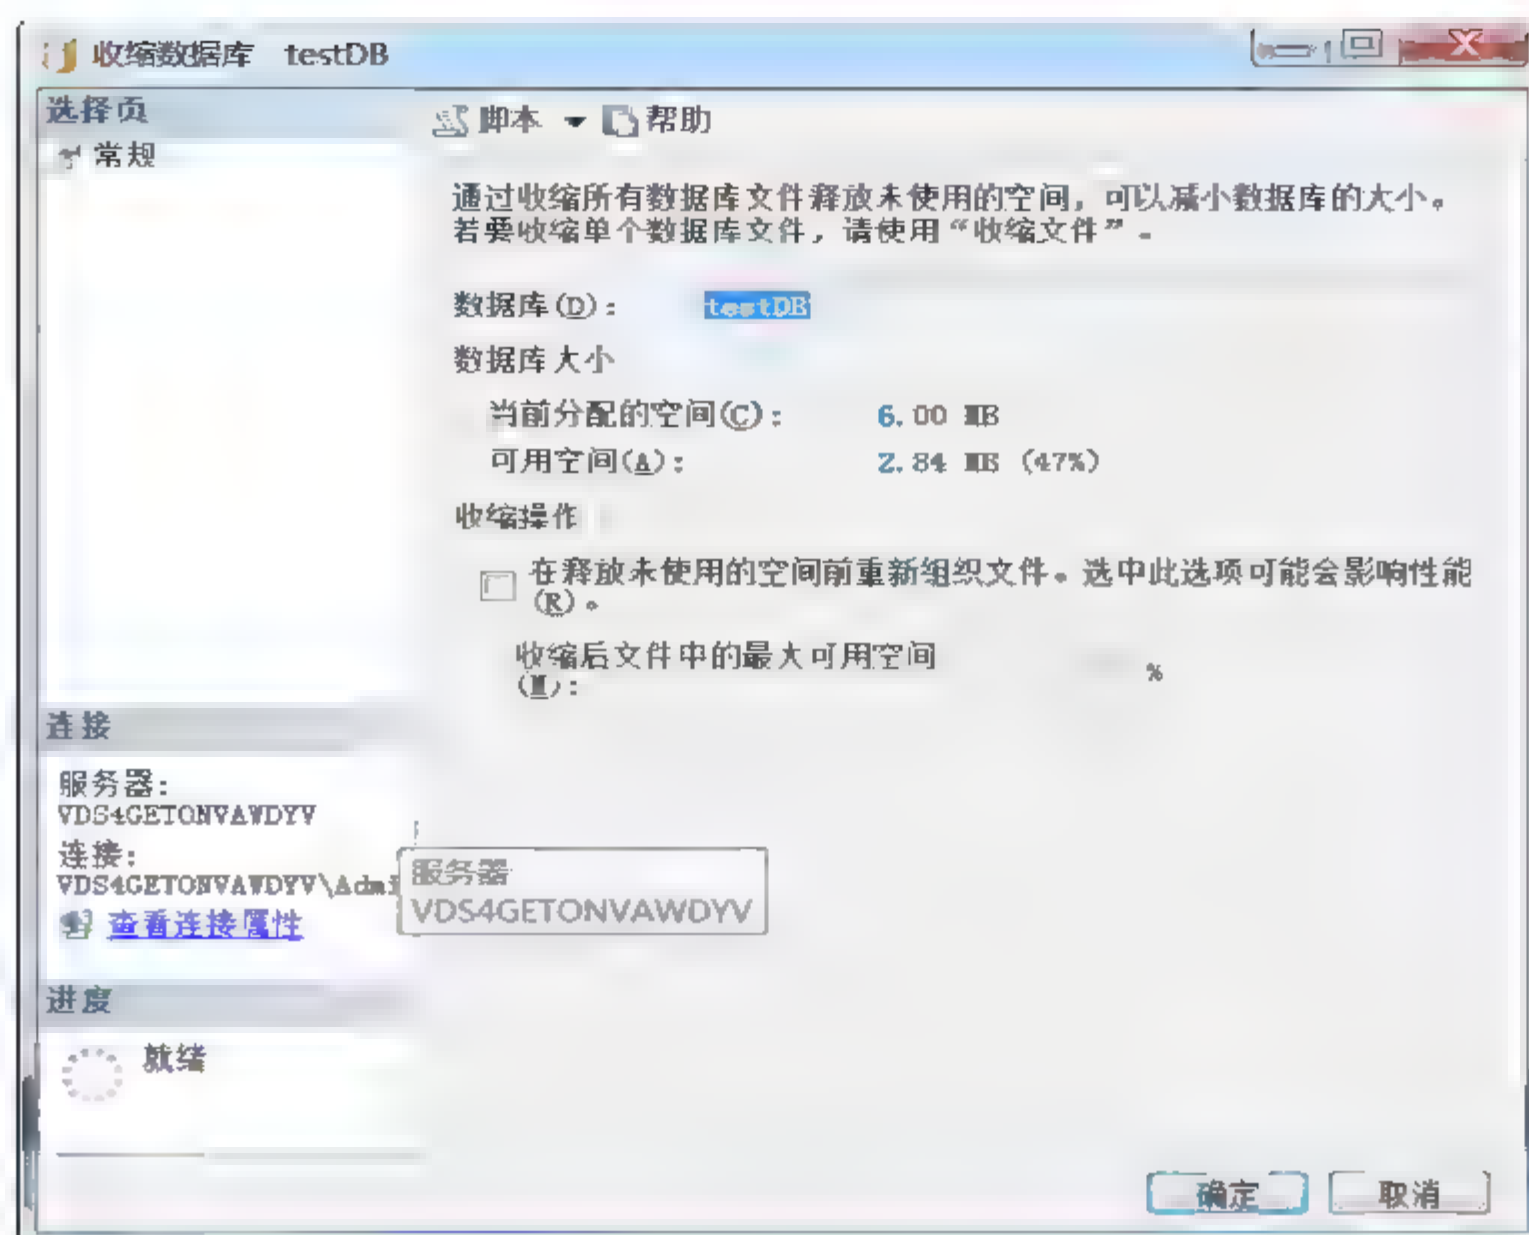 收缩数据库 testDB
选择页
常规
脚本 帮助
通过收缩所有数据库文件释放未使用的空间，可以减小数据库的大小。
若要收缩单个数据库文件，请使用“收缩文件”。
数据库(D)： testDB
数据库大小
当前分配的空间(C)： 6.00 MB
可用空间(A)： 2.84 MB (47%)
收缩操作
在释放未使用的空间前重新组织文件。选中此选项可能会影响性能
(R)。
收缩后文件中的最大可用空间
(M)： %
连接
服务器:
VDS4GETONVAWDYV
连接:
VDS4GETONVAWDYV\Admi
查看连接属性
服务器
VDS4GETONVAWDYV
进度
就绪
确定 取消